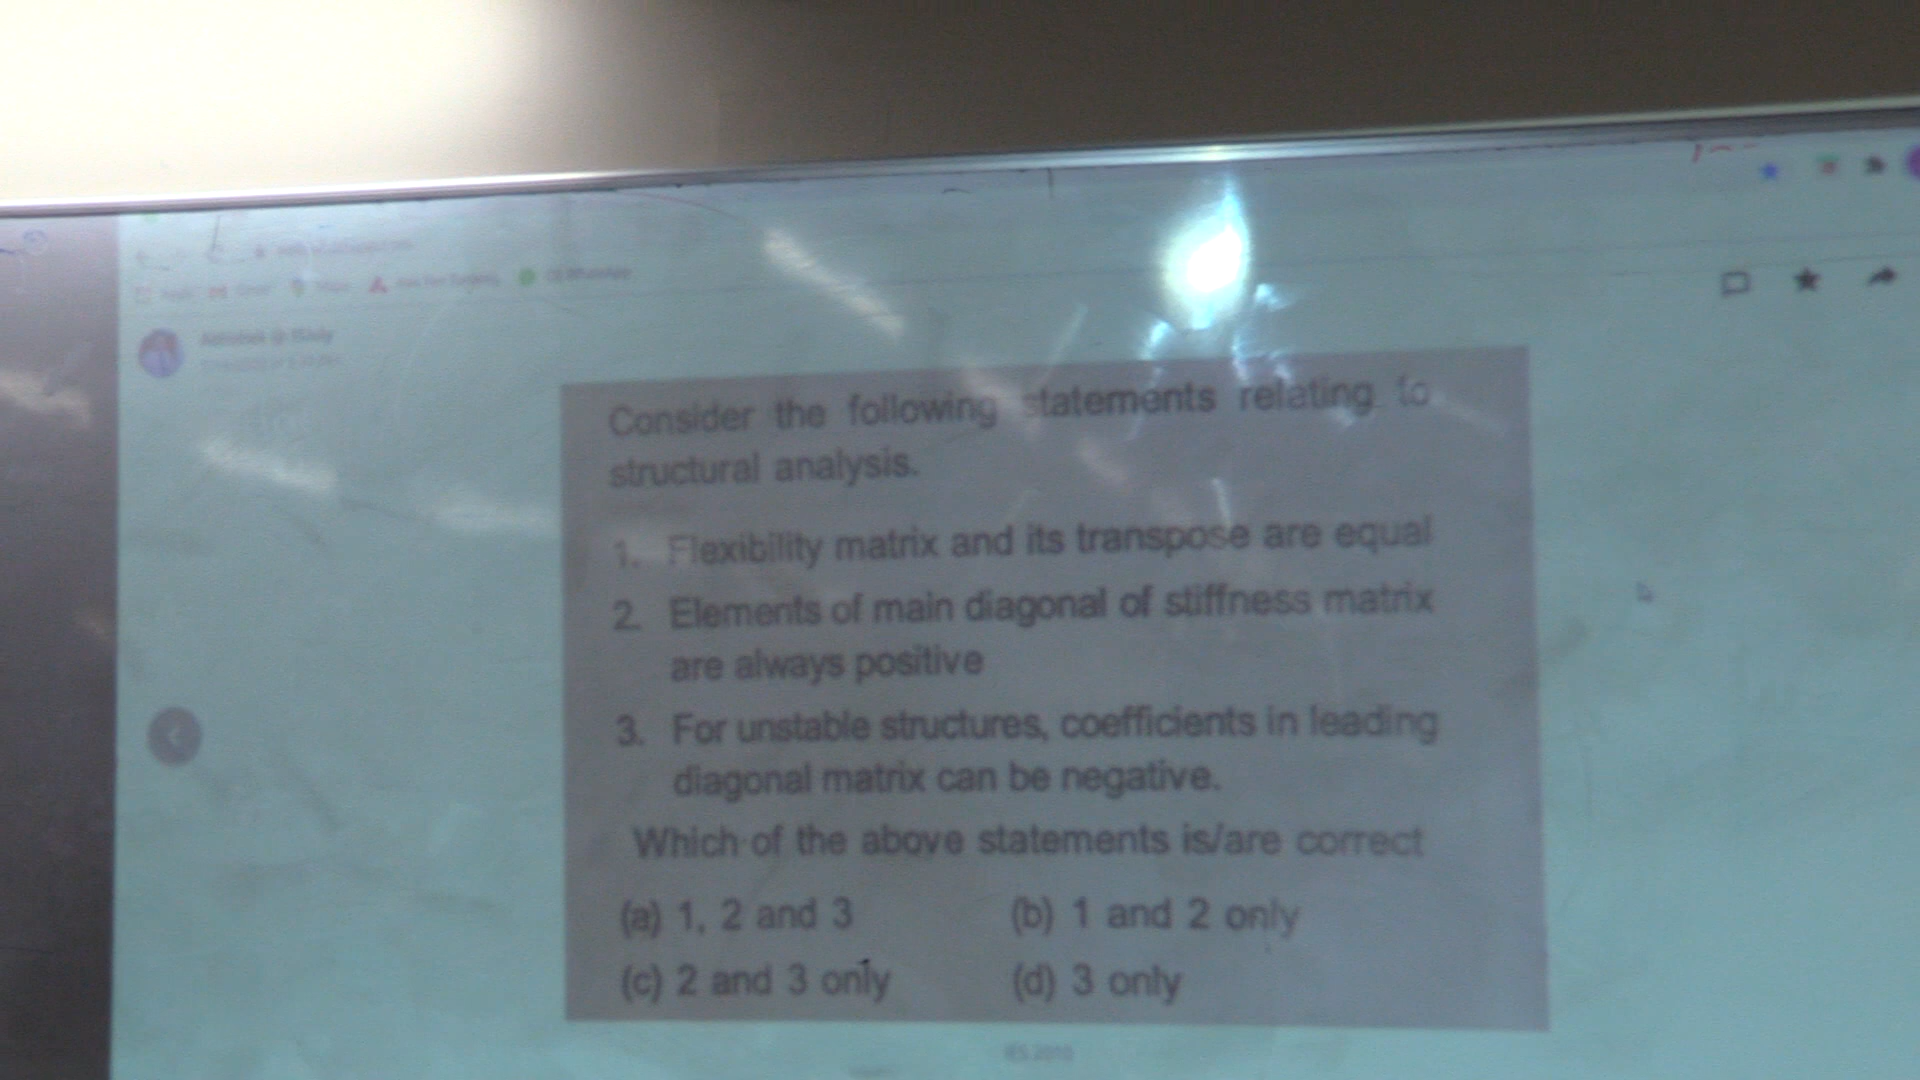 Consider the following statements relating to
structural analysis.
1. Flexibility matrix and its transpose are equal
2. Elements of main diagonal of stiffness matrix
are always positive
3. For unstable structures, coefficients in leading
diagonal matrix can be negative.
Which of the above statements is/are correct
(a) 1, 2 and 3 (b) 1 and 2 only
(c) 2 and 3 only (d) 3 only